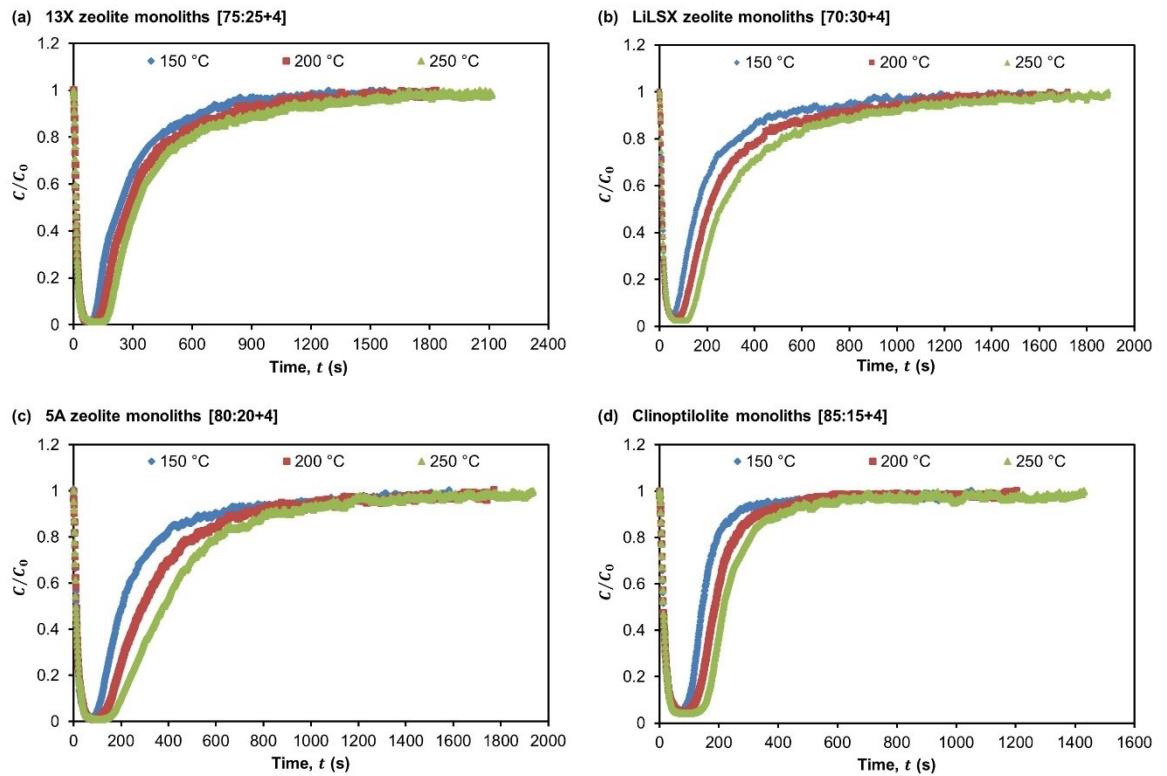 (a) 13X zeolite monoliths [75:25+4]
150 °C 200 °C 250 °C
1.2
1
0.8
0.6
0.4
0.2
0
C/C₀
0 300 600 900 1200 1500 1800 2100 2400
Time, t (s)
(b) LiLSX zeolite monoliths [70:30+4]
150 °C 200 °C 250 °C
1.2
1
0.8
0.6
0.4
0.2
0
C/C₀
0 200 400 600 800 1000 1200 1400 1600 1800 2000
Time, t (s)
(c) 5A zeolite monoliths [80:20+4]
150 °C 200 °C 250 °C
1.2
1
0.8
0.6
0.4
0.2
0
C/C₀
0 200 400 600 800 1000 1200 1400 1600 1800 2000
Time, t (s)
(d) Clinoptilolite monoliths [85:15+4]
150 °C 200 °C 250 °C
1.2
1
0.8
0.6
0.4
0.2
0
C/C₀
0 200 400 600 800 1000 1200 1400 1600
Time, t (s)